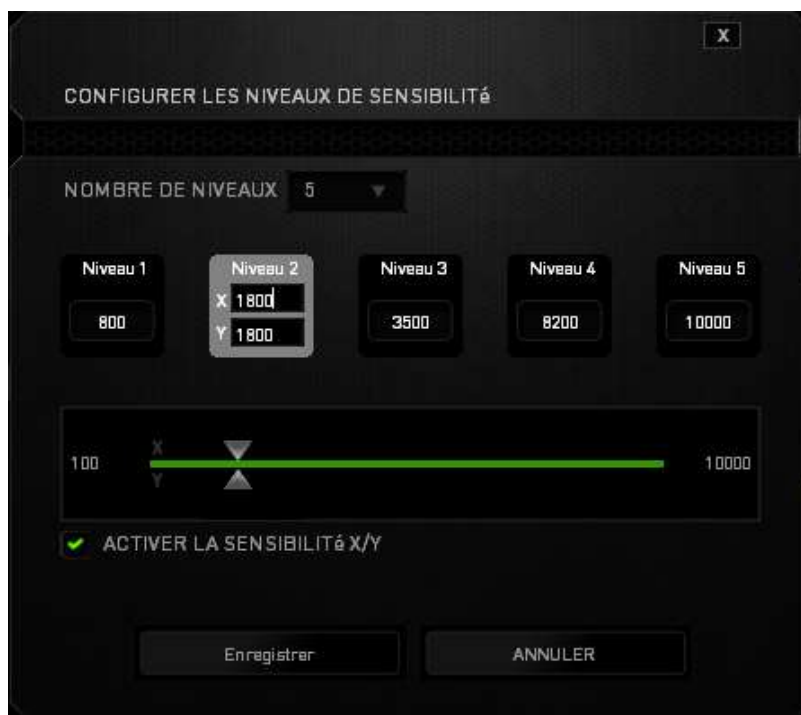 X
CONFIGURER LES NIVEAUX DE SENSIBILITé
NOMBRE DE NIVEAUX 5
Niveau 1 Niveau 2 Niveau 3 Niveau 4 Niveau 5
X 1800
800 3500 8200 10000
Y 1800
X
100 10000
Y
ACTIVER LA SENSIBILITé X/Y
Enregistrer ANNULER